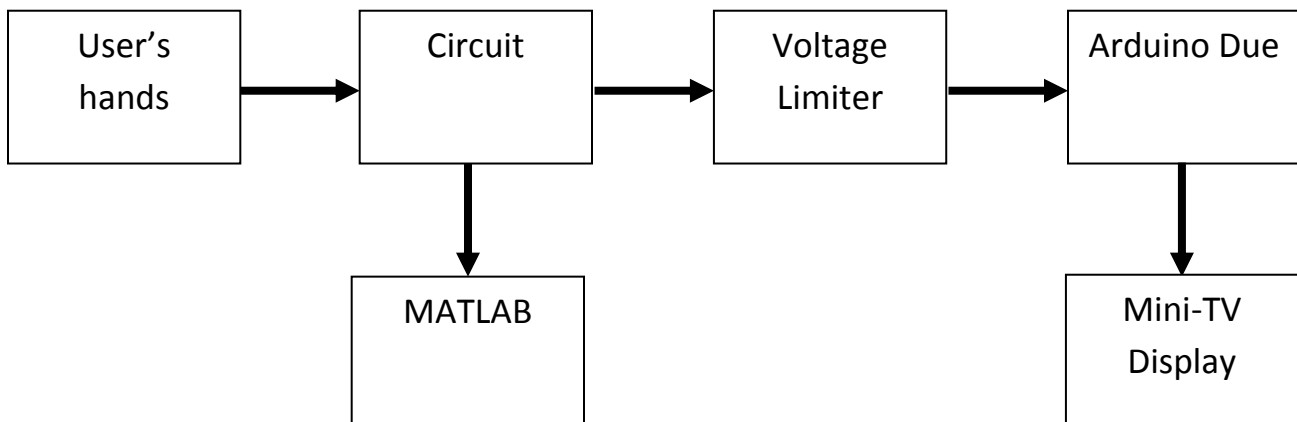 User’s
hands
Circuit
Voltage
Limiter
Arduino Due
MATLAB
Mini-TV
Display